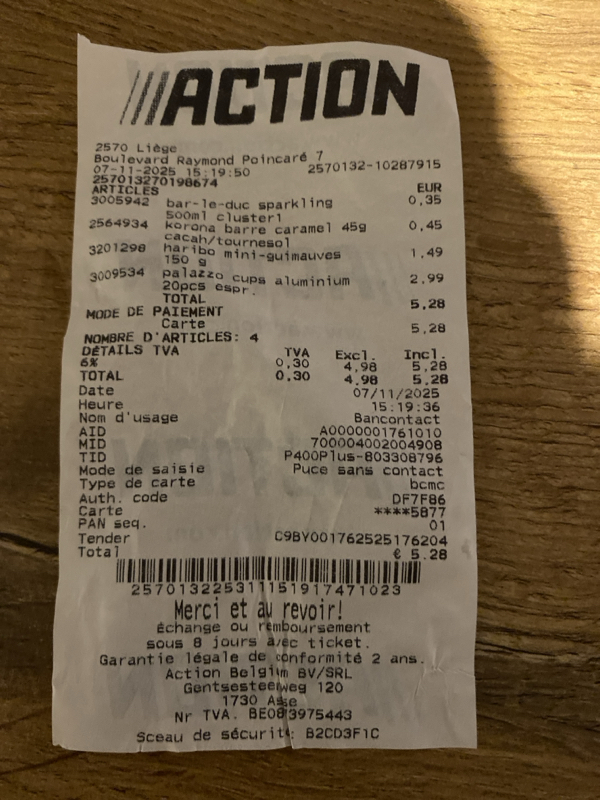 ACTION
2570 Liège
Boulevard Raymond Poincaré 7
07-11-2025 15:19:50 2570132-10287915
257013270198674
ARTICLES EUR
3005942 bar-le-duc sparkling 0,35
500ml cluster1
2564934 korona barre caramel 45g 0,45
cacah/tournesol
3201298 haribo mini-guimauves 1,49
150 g
3009534 palazzo cups aluminium 2,99
20pcs espr.
TOTAL 5,28
MODE DE PAIEMENT
Carte 5,28
NOMBRE D'ARTICLES: 4
DÉTAILS TVA TVA Excl. Incl.
6% 0,30 4,98 5,28
TOTAL 0,30 4,98 5,28
Date 07/11/2025
Heure 15:19:36
Nom d'usage Bancontact
AID A0000001761010
MID 700004002004908
TID P400Plus-803308796
Mode de saisie Puce sans contact
Type de carte bcmc
Auth. code DF7F86
Carte ****5877
PAN seq. 01
Tender C9BY001762525176204
Total € 5.28
257013225311151917471023
Merci et au revoir!
Échange ou remboursement
sous 8 jours avec ticket.
Garantie légale de conformité 2 ans.
Action Belgium BV/SRL
Gentsesteenweg 120
1730 Asse
Nr TVA. BE0873975443
Sceau de sécurité: B2CD3F1C